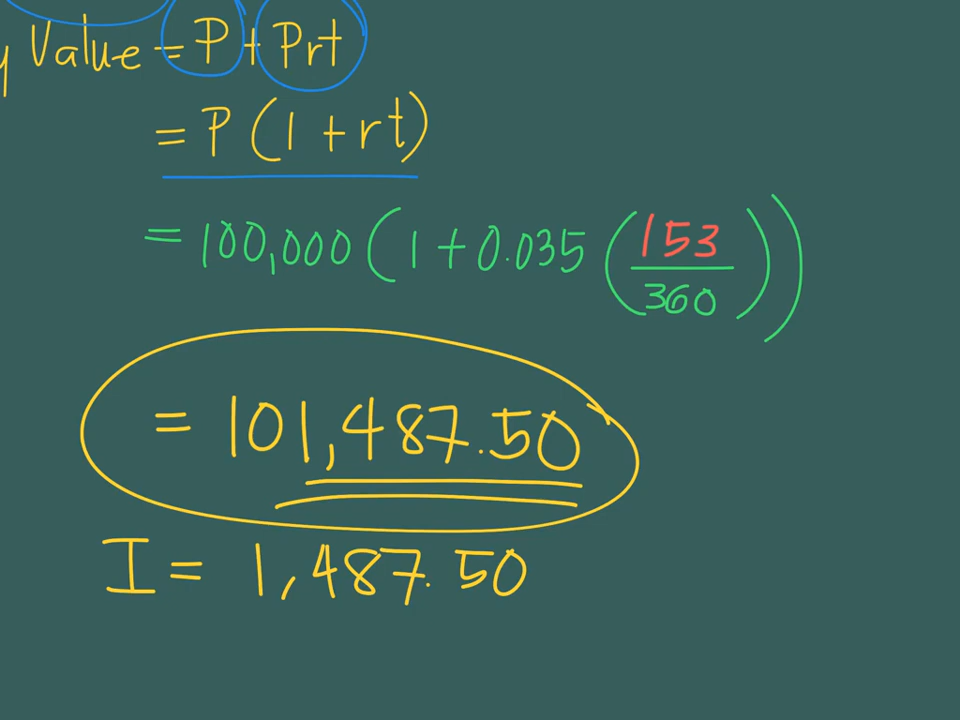 y Value = P + Prt
= P (1 + rt)
= 100,000 (1 + 0.035 (153/360))
= 101,487.50
I = 1,487.50